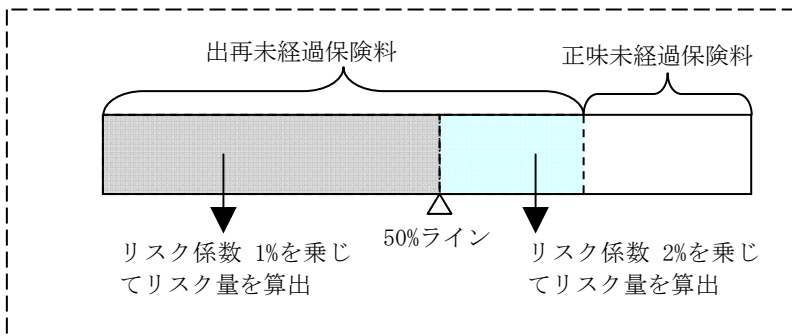 出再未経過保険料
正味未経過保険料
50%ライン
リスク係数 1%を乗じ
てリスク量を算出
リスク係数 2%を乗じ
てリスク量を算出